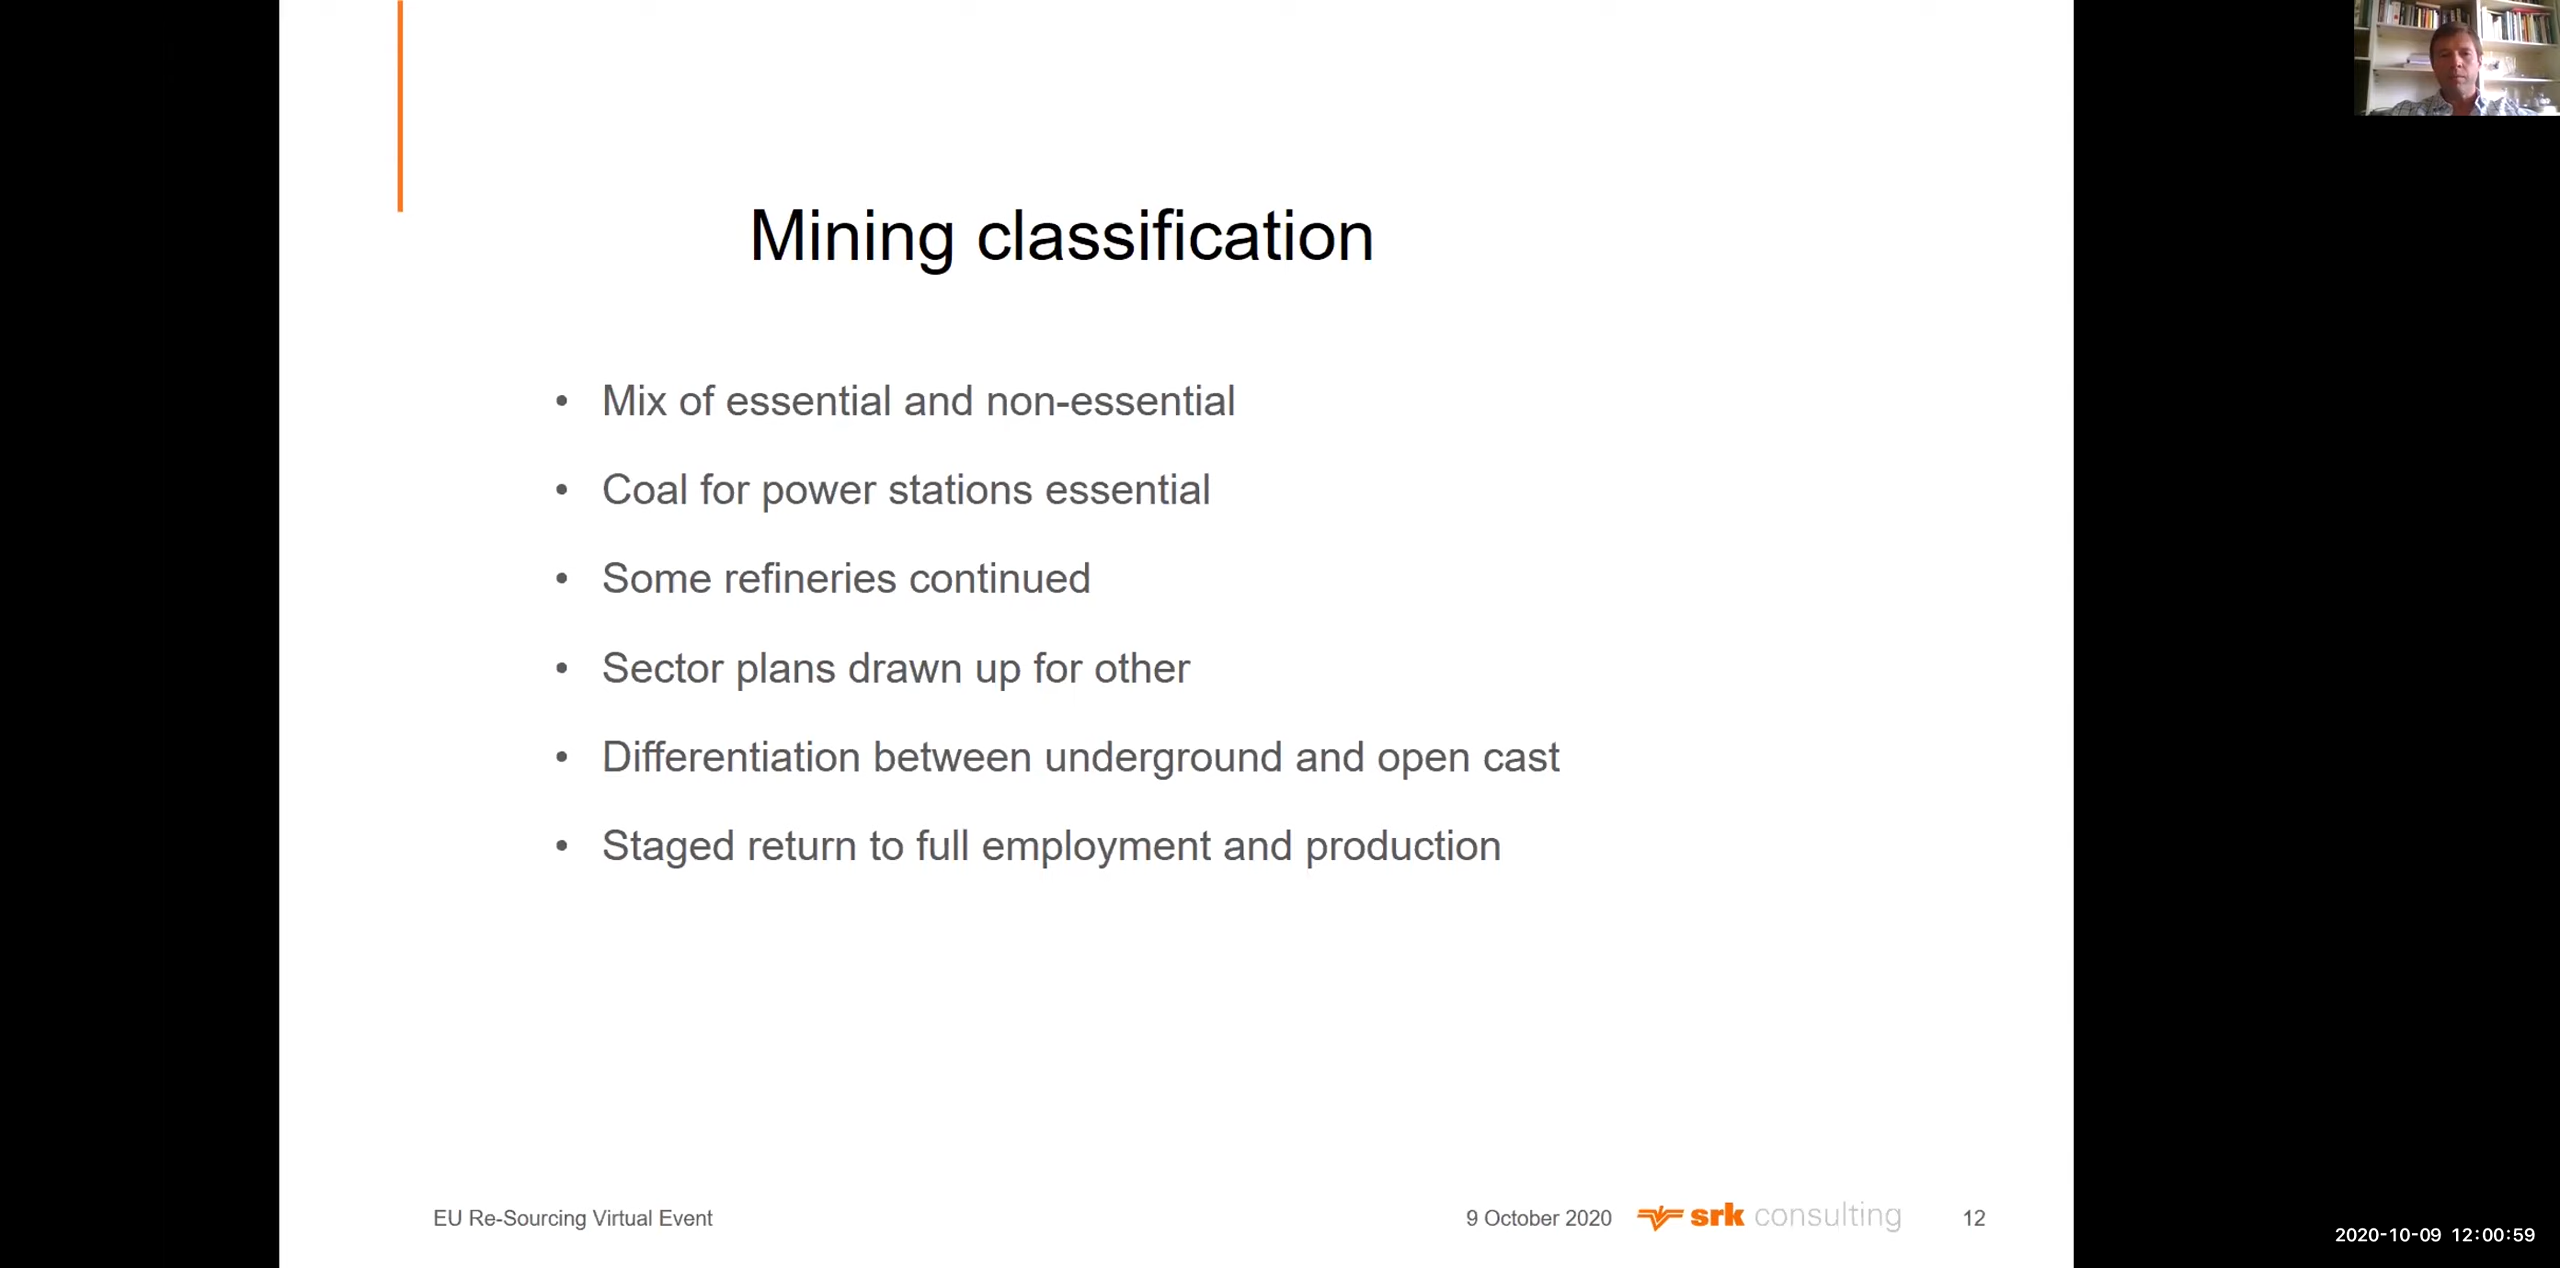 Mining classification
• Mix of essential and non-essential
• Coal for power stations essential
• Some refineries continued
• Sector plans drawn up for other
• Differentiation between underground and open cast
• Staged return to full employment and production
EU Re-Sourcing Virtual Event
9 October 2020
srk consulting
12
2020-10-09 12:00:59